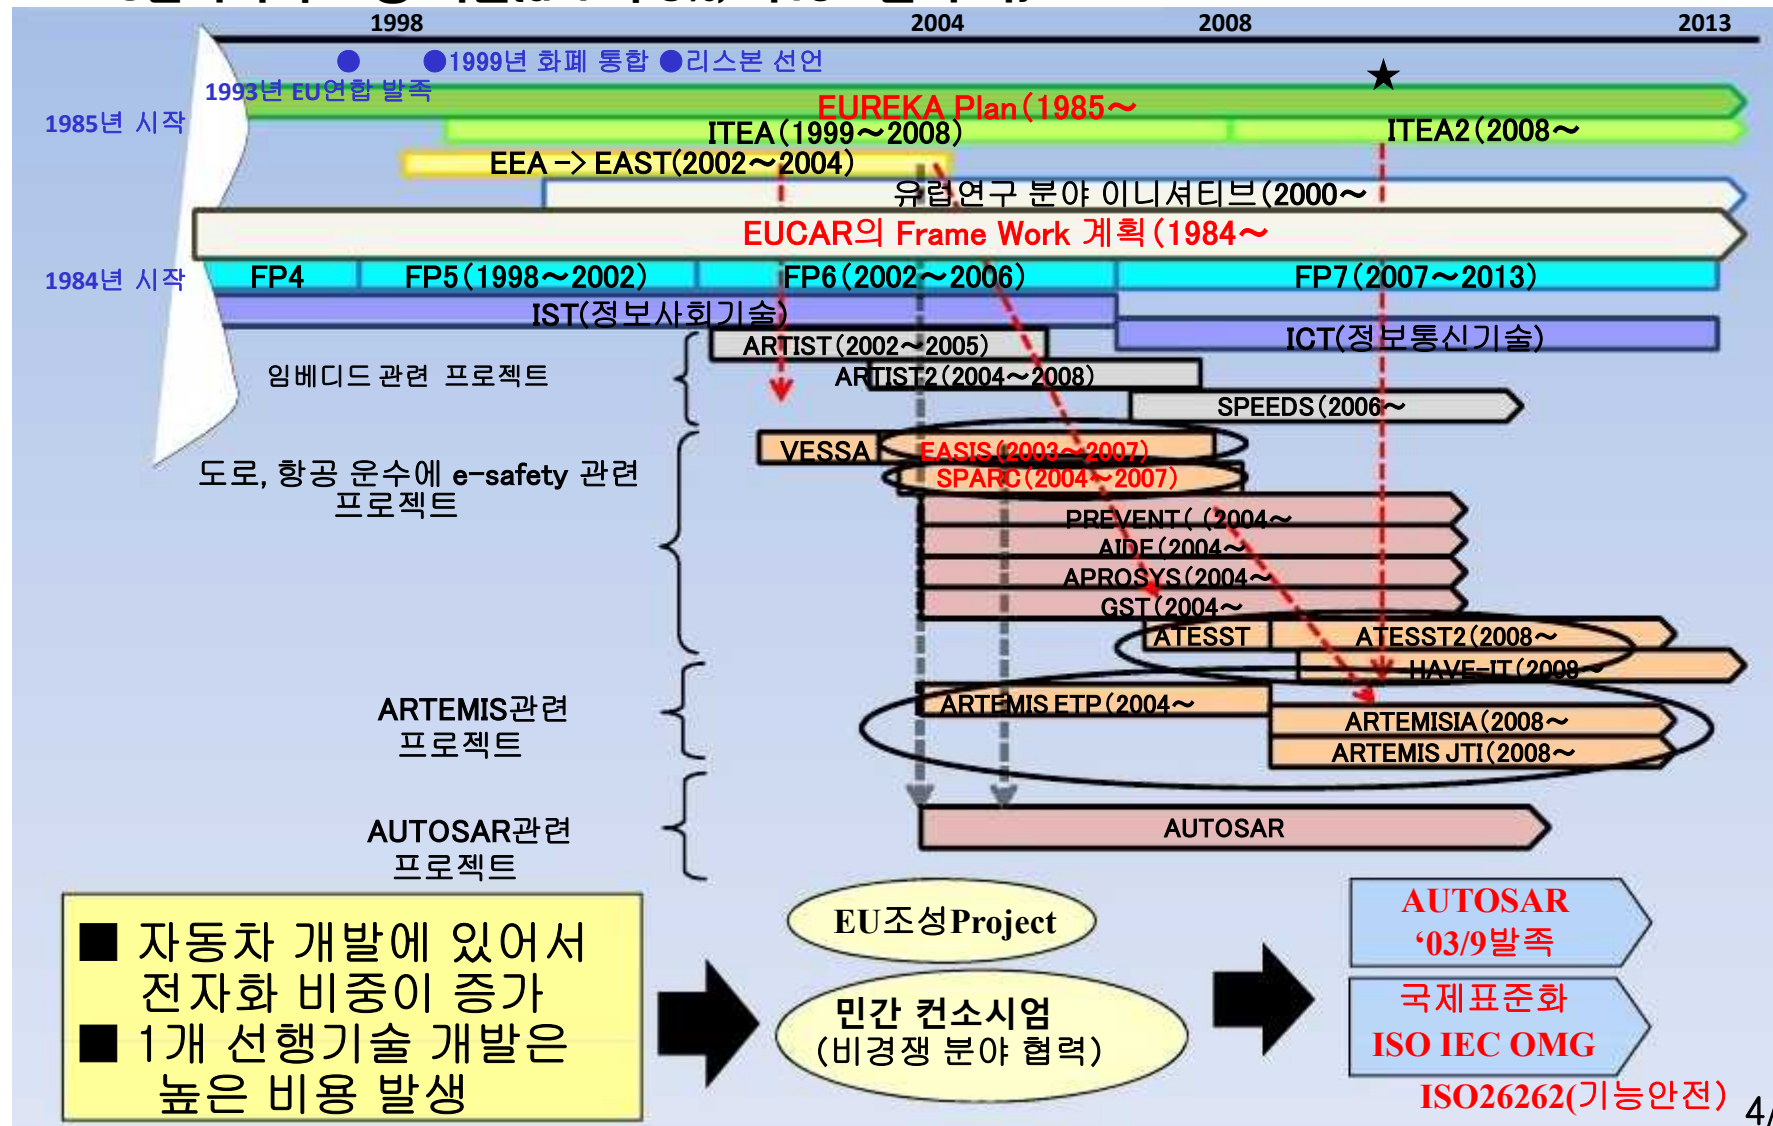 1998
2004
2008
2013
●1999년 화폐 통합 ●리스본 선언
1993년 EU연합 발족
1985년 시작
EUREKA Plan(1985～
ITEA(1999～2008)
ITEA2(2008～
EEA -> EAST(2002～2004)
유럽연구 분야 이니셔티브(2000～
EUCAR의 Frame Work 계획(1984～
1984년 시작
FP4
FP5(1998～2002)
FP6(2002～2006)
FP7(2007～2013)
IST(정보사회기술)
ICT(정보통신기술)
ARTIST(2002～2005)
임베디드 관련 프로젝트
ARTIST2(2004～2008)
SPEEDS(2006～
VESSA
EASIS(2003～2007)
도로, 항공 운수에 e-safety 관련
프로젝트
SPARC(2004～2007)
PREVENT( (2004～
AIDE(2004～
APROSYS(2004～
GST(2004～
ATESST
ATESST2(2008～
HAVE-IT(2008～
ARTEMIS관련
프로젝트
ARTEMIS ETP(2004～
ARTEMISIA(2008～
ARTEMIS JTI(2008～
AUTOSAR관련
프로젝트
AUTOSAR
■ 자동차 개발에 있어서
전자화 비중이 증가
■ 1개 선행기술 개발은
높은 비용 발생
EU조성Project
민간 컨소시엄
(비경쟁 분야 협력)
AUTOSAR
‘03/9발족
국제표준화
ISO IEC OMG
ISO26262(기능안전)
4/